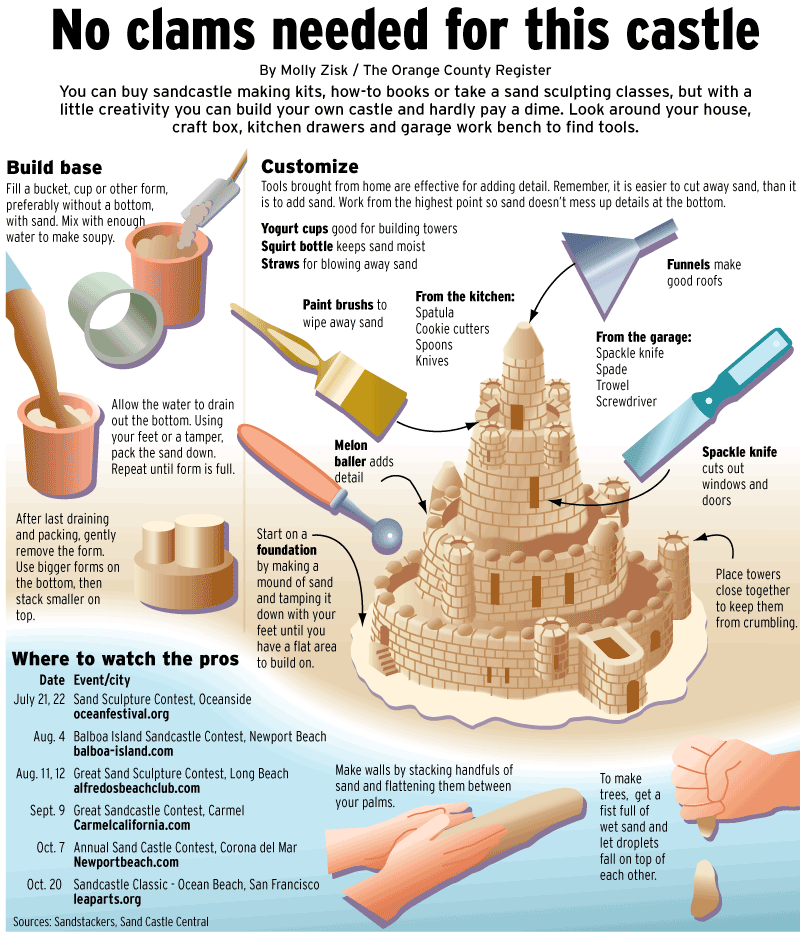 No clams needed for this castle
By Molly Zisk / The Orange County Register
You can buy sandcastle making kits, how-to books or take a sand sculpting classes, but with a
little creativity you can build your own castle and hardly pay a dime. Look around your house,
craft box, kitchen drawers and garage work bench to find tools.
Build base
Fill a bucket, cup or other form,
preferably without a bottom,
with sand. Mix with enough
water to make soupy.
Allow the water to drain
out the bottom. Using
your feet or a tamper,
pack the sand down.
Repeat until form is full.
After last draining
and packing, gently
remove the form.
Use bigger forms on
the bottom, then
stack smaller on
top.
Customize
Tools brought from home are effective for adding detail. Remember, it is easier to cut away sand, than it
is to add sand. Work from the highest point so sand doesn't mess up details at the bottom.
Yogurt cups good for building towers
Squirt bottle keeps sand moist
Straws for blowing away sand
Paint brushs to
wipe away sand
From the kitchen:
Spatula
Cookie cutters
Spoons
Knives
Funnels make
good roofs
From the garage:
Spackle knife
Spade
Trowel
Screwdriver
Melon
baller adds
detail
Spackle knife
cuts out
windows and
doors
Start on a
foundation
by making a
mound of sand
and tamping it
down with your
feet until you
have a flat area
to build on.
Place towers
close together
to keep them
from crumbling.
Where to watch the pros
Date Event/city
July 21, 22 Sand Sculpture Contest, Oceanside
oceanfestival.org
Aug. 4 Balboa Island Sandcastle Contest, Newport Beach
balboa-island.com
Aug. 11, 12 Great Sand Sculpture Contest, Long Beach
alfredosbeachclub.com
Sept. 9 Great Sandcastle Contest, Carmel
Carmelcalifornia.com
Oct. 7 Annual Sand Castle Contest, Corona del Mar
Newportbeach.com
Oct. 20 Sandcastle Classic - Ocean Beach, San Francisco
leaparts.org
Sources: Sandstackers, Sand Castle Central
Make walls by stacking handfuls of
sand and flattening them between
your palms.
To make
trees, get a
fist full of
wet sand and
let droplets
fall on top of
each other.